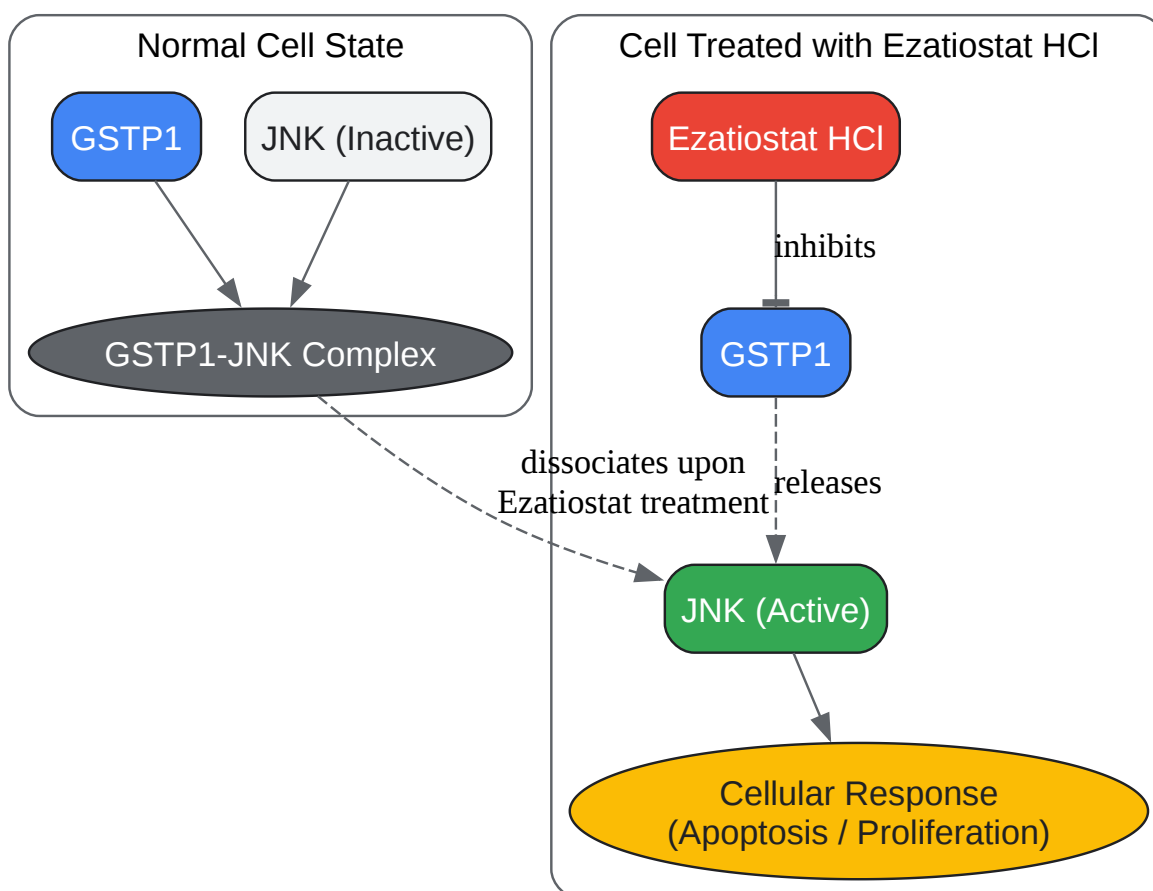 Normal Cell State
GSTP1
JNK (Inactive)
GSTP1-JNK Complex
dissociates upon
Ezatiostat treatment
Cell Treated with Ezatiostat HCl
Ezatiostat HCl
inhibits
GSTP1
releases
JNK (Active)
Cellular Response
(Apoptosis / Proliferation)